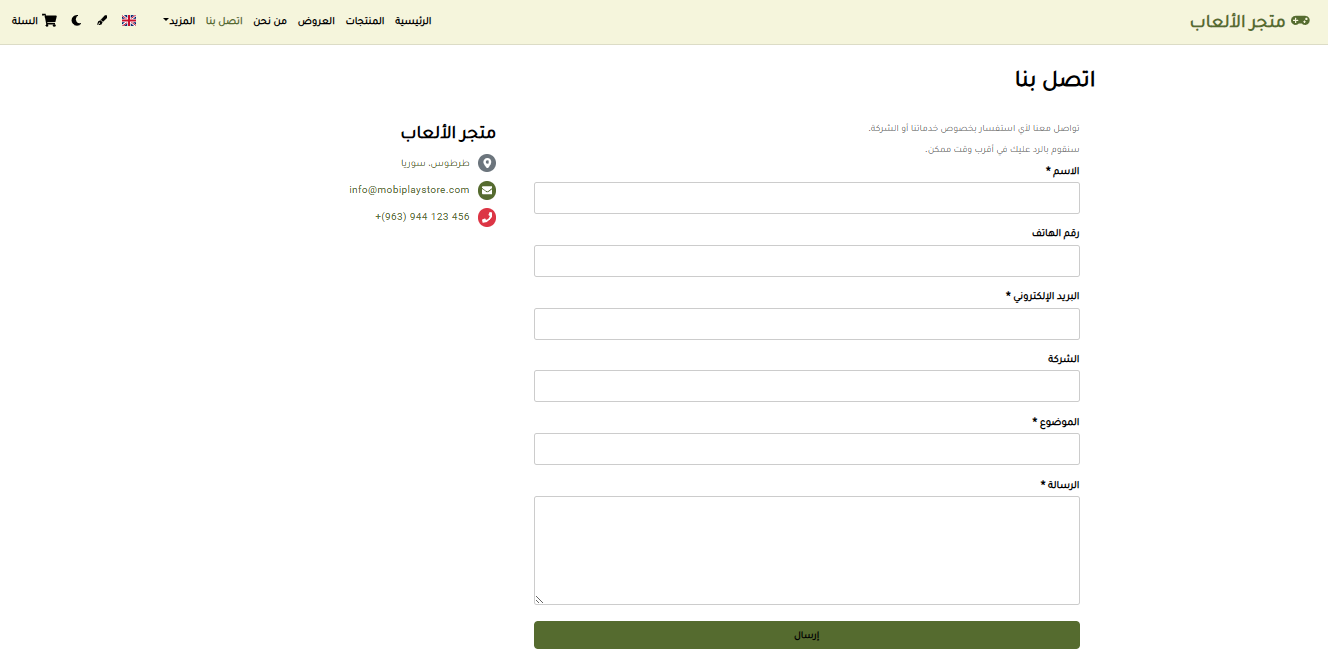 متجر الألعاب
الرئيسية المنتجات العروض من نحن اتصل بنا المزيد السلة
اتصل بنا
تواصل معنا لأي استفسار بخصوص خدماتنا أو الشركة.
سنقوم بالرد عليك في أقرب وقت ممكن.
الاسم *
رقم الهاتف
البريد الإلكتروني *
الشركة
الموضوع *
الرسالة *
إرسال
متجر الألعاب
طرطوس، سوريا
info@mobiplaystore.com
+(963) 944 123 456